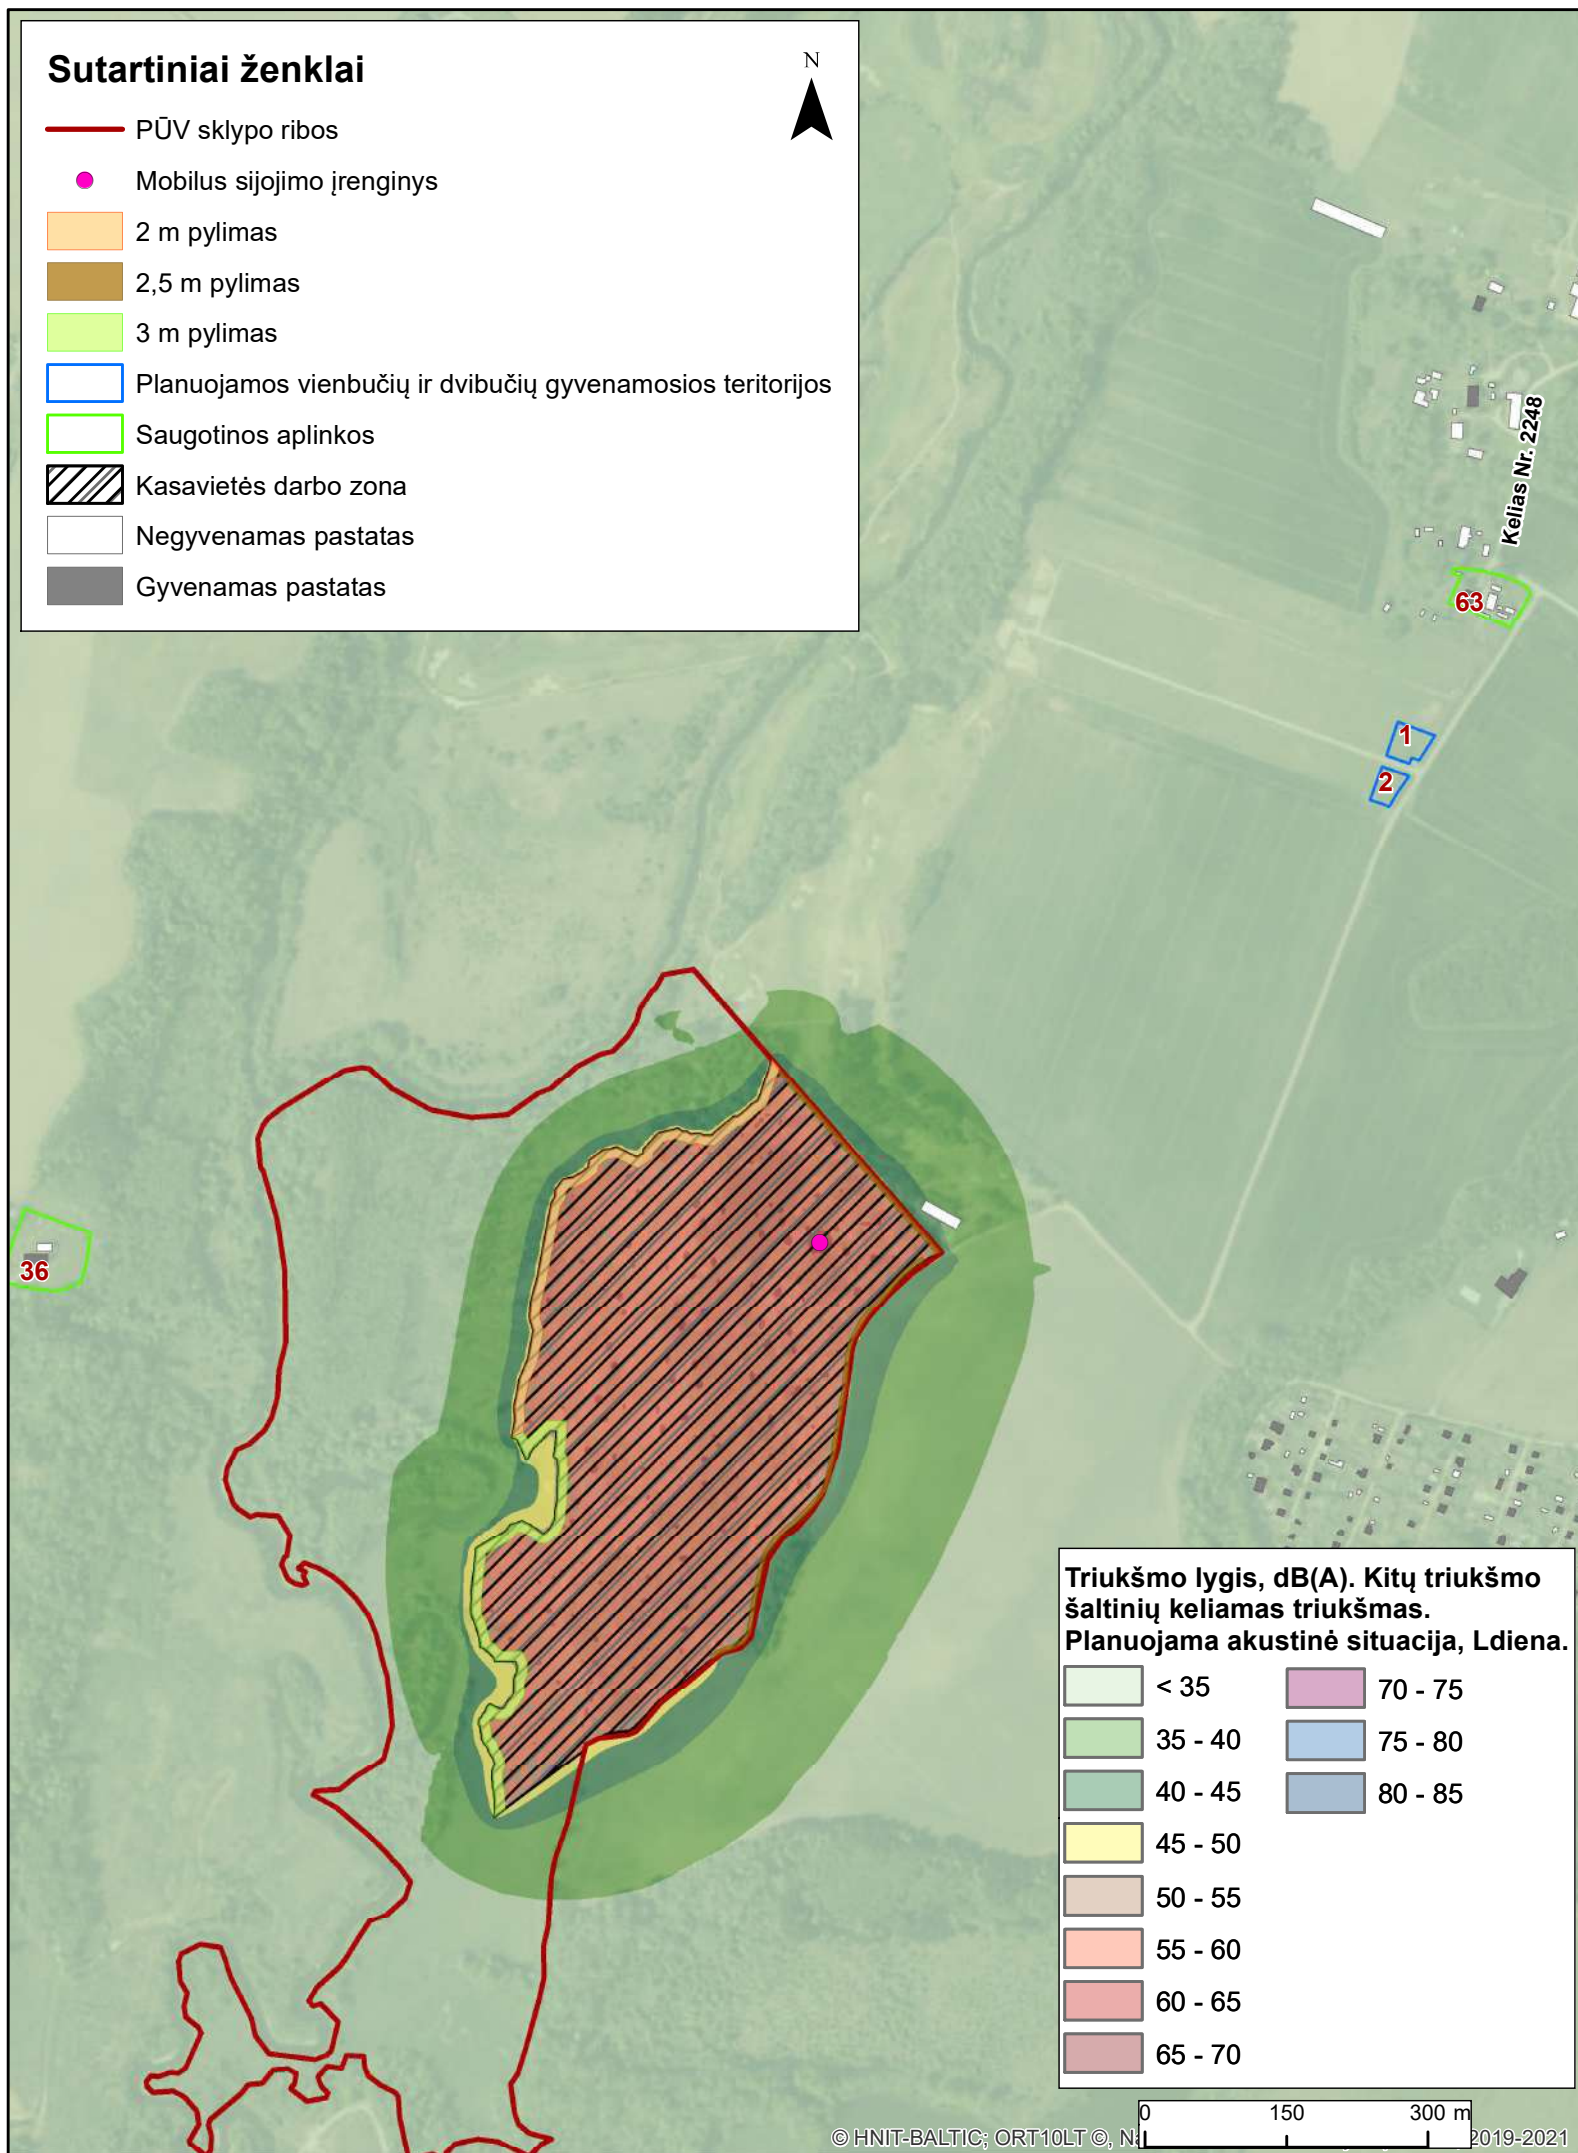 Sutartiniai ženklai
N
PŪV sklypo ribos
Mobilus sijojimo įrenginys
2 m pylimas
2,5 m pylimas
3 m pylimas
Planuojamos vienbučių ir dvibučių gyvenamosios teritorijos
Saugotinos aplinkos
Kasavietės darbo zona
Negyvenamas pastatas
Gyvenamas pastatas
Kelias Nr. 2248
63
1
2
36
Triukšmo lygis, dB(A). Kitų triukšmo
šaltinių keliamas triukšmas.
Planuojama akustinė situacija, Ldiena.
< 35
35 - 40
40 - 45
45 - 50
50 - 55
55 - 60
60 - 65
65 - 70
70 - 75
75 - 80
80 - 85
0 150 300 m
© HNIT-BALTIC; ORT10LT ©, 2019-2021